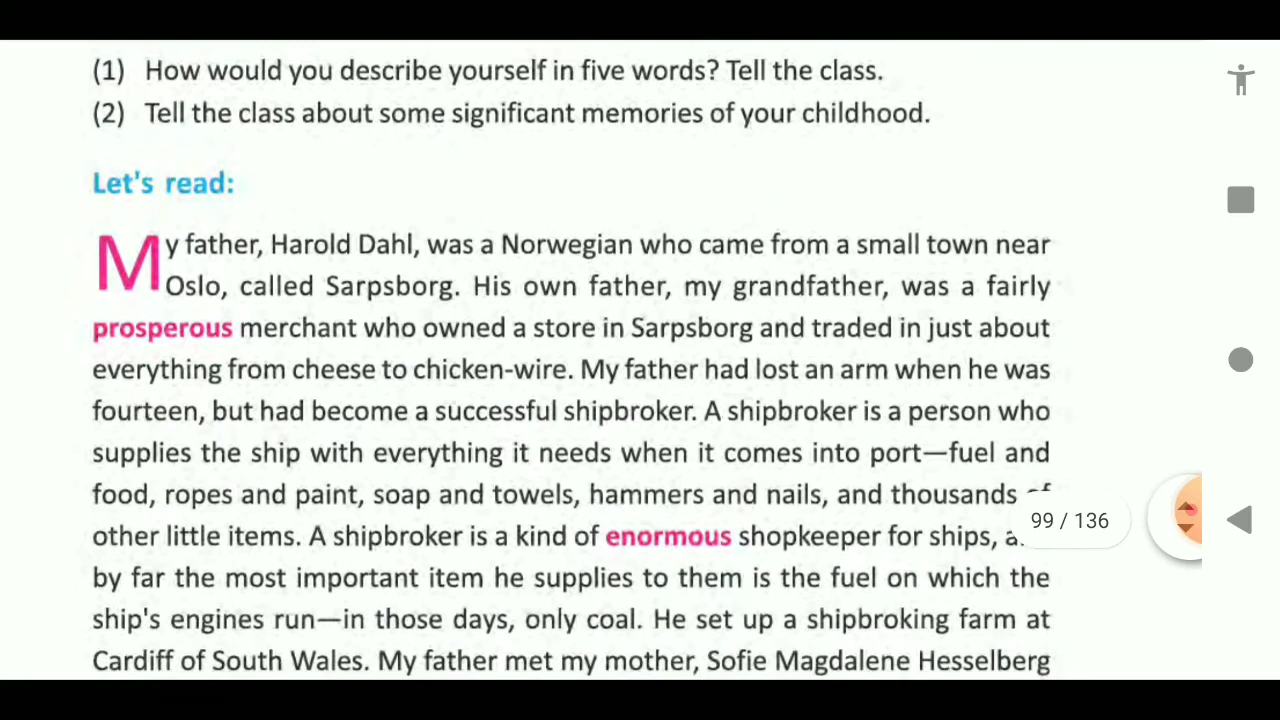 (1) How would you describe yourself in five words? Tell the class.
(2) Tell the class about some significant memories of your childhood.
Let's read:
My father, Harold Dahl, was a Norwegian who came from a small town near
Oslo, called Sarpsborg. His own father, my grandfather, was a fairly
prosperous merchant who owned a store in Sarpsborg and traded in just about
everything from cheese to chicken-wire. My father had lost an arm when he was
fourteen, but had become a successful shipbroker. A shipbroker is a person who
supplies the ship with everything it needs when it comes into port—fuel and
food, ropes and paint, soap and towels, hammers and nails, and thousands
other little items. A shipbroker is a kind of enormous shopkeeper for ships,
99 / 136
by far the most important item he supplies to them is the fuel on which the
ship's engines run—in those days, only coal. He set up a shipbroking farm at
Cardiff of South Wales. My father met my mother, Sofie Magdalene Hesselberg